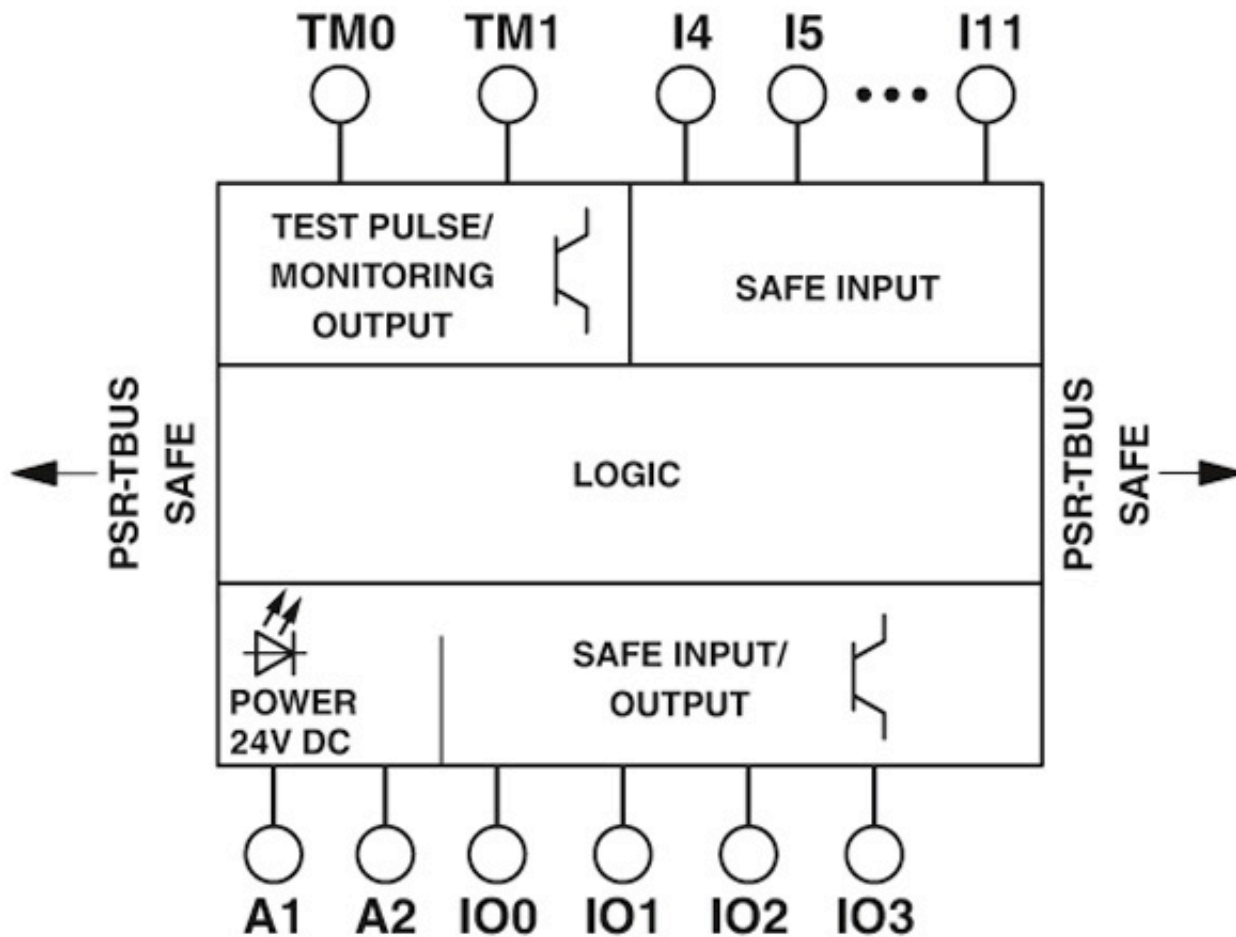 TM0 TM1 I4 I5 ••• I11
TEST PULSE/
MONITORING
OUTPUT
SAFE INPUT
PSR-TBUS
SAFE
LOGIC
PSR-TBUS
SAFE
POWER
24V DC
SAFE INPUT/
OUTPUT
A1 A2 IO0 IO1 IO2 IO3